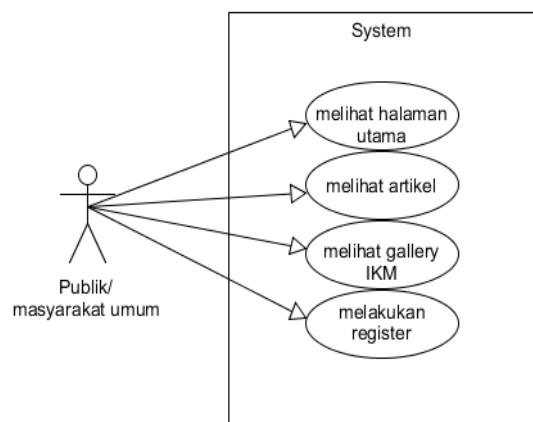 System
melihat halaman
utama
melihat artikel
melihat gallery
IKM
melakukan
register
Publik/
masyarakat umum